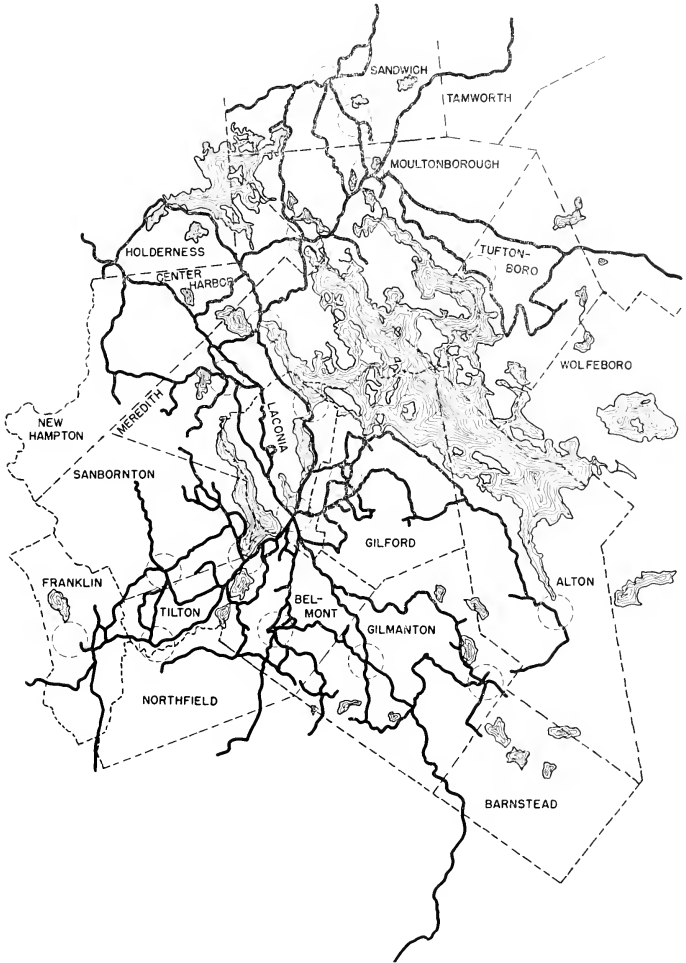 SANDWICH
TAMWORTH
MOULTONBOROUGH
HOLDERNESS
TUFTON-
BORO
CENTER
HARBOR
WOLFEBORO
MEREDITH
LACONIA
NEW
HAMPTON
SANBORNTON
GILFORD
FRANKLIN
ALTON
TILTON
BEL-
MONT
GILMANTON
NORTHFIELD
BARNSTEAD